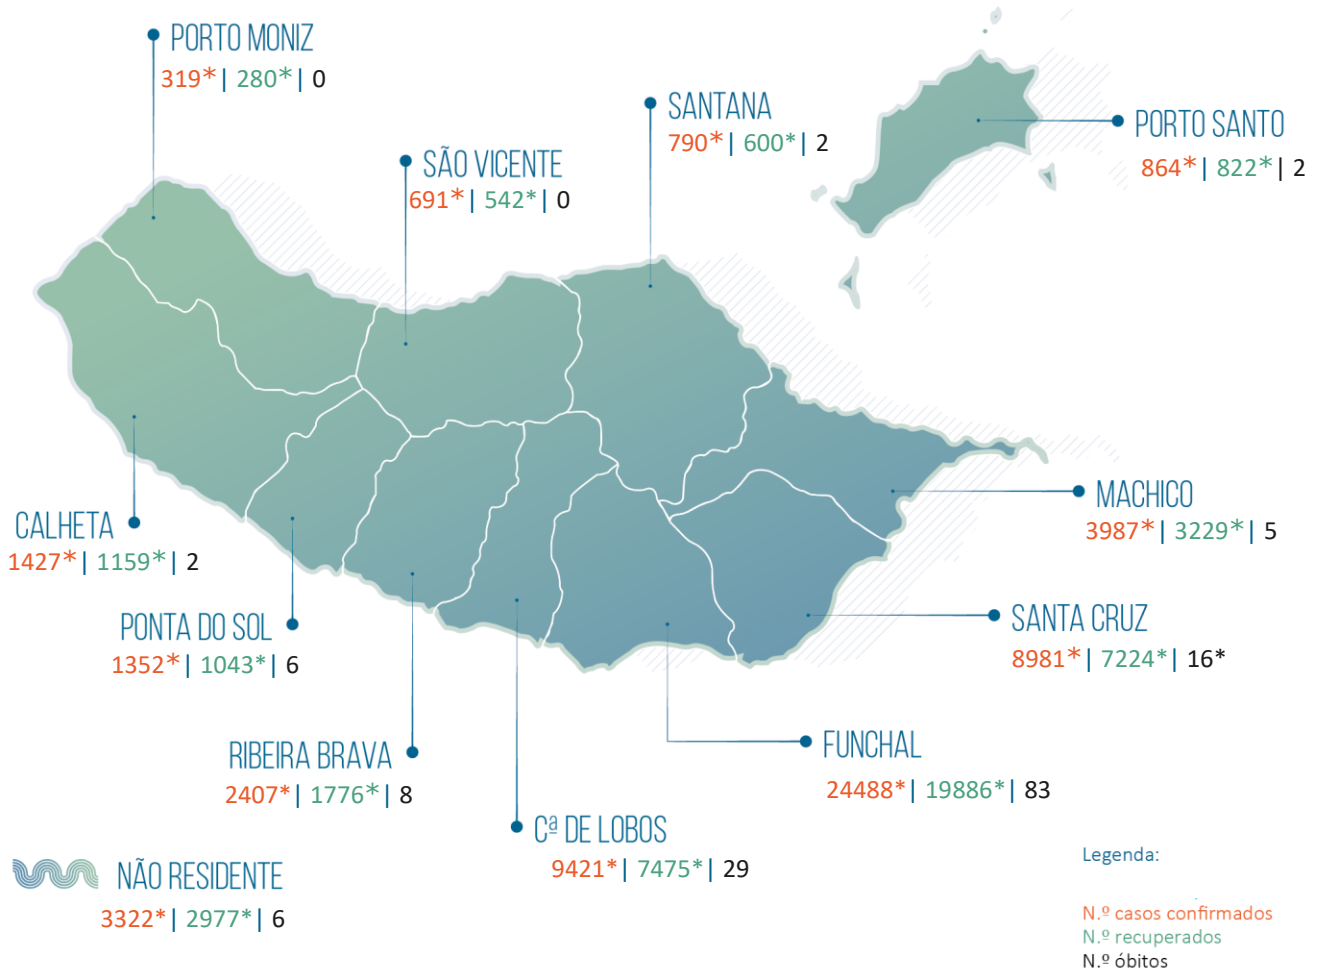 PORTO MONIZ
319*| 280*| 0
SANTANA
790*| 600*| 2
PORTO SANTO
864*| 822*| 2
SÃO VICENTE
691*| 542*| 0
MACHICO
3987*| 3229*| 5
CALHETA
1427*| 1159*| 2
PONTA DO SOL
1352*| 1043*| 6
SANTA CRUZ
8981*| 7224*| 16*
RIBEIRA BRAVA
2407*| 1776*| 8
FUNCHAL
24488*| 19886*| 83
Cª DE LOBOS
9421*| 7475*| 29
NÃO RESIDENTE
3322*| 2977*| 6
Legenda:
N.º casos confirmados
N.º recuperados
N.º óbitos